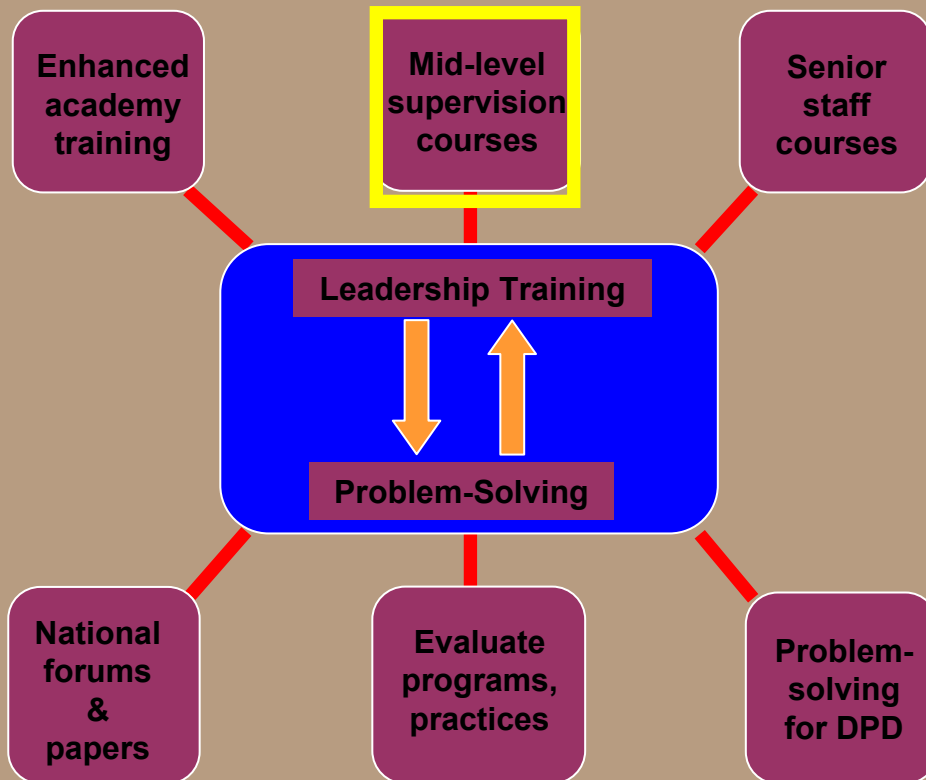 Enhanced
academy
training
Mid-level
supervision
courses
Senior
staff
courses
Leadership Training
Problem-Solving
National
forums
&
papers
Evaluate
programs,
practices
Problem-
solving
for DPD